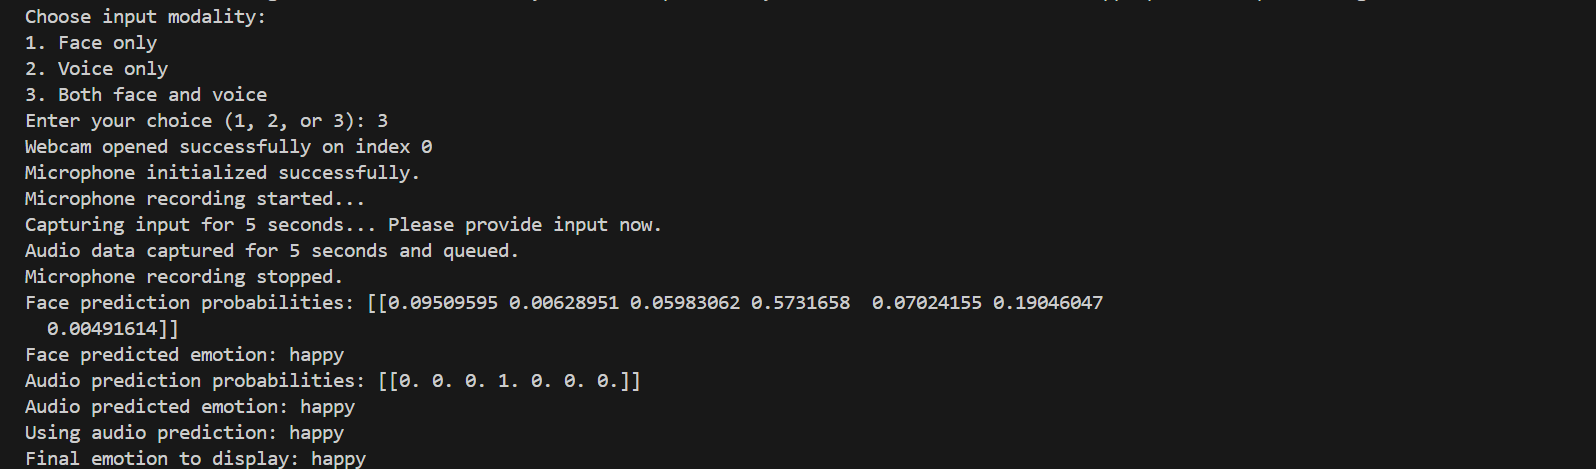 Choose input modality:
1. Face only
2. Voice only
3. Both face and voice
Enter your choice (1, 2, or 3): 3
Webcam opened successfully on index 0
Microphone initialized successfully.
Microphone recording started...
Capturing input for 5 seconds... Please provide input now.
Audio data captured for 5 seconds and queued.
Microphone recording stopped.
Face prediction probabilities: [[0.09509595 0.00628951 0.05983062 0.5731658  0.07024155 0.19046047
  0.00491614]]
Face predicted emotion: happy
Audio prediction probabilities: [[0. 0. 0. 1. 0. 0. 0.]]
Audio predicted emotion: happy
Using audio prediction: happy
Final emotion to display: happy